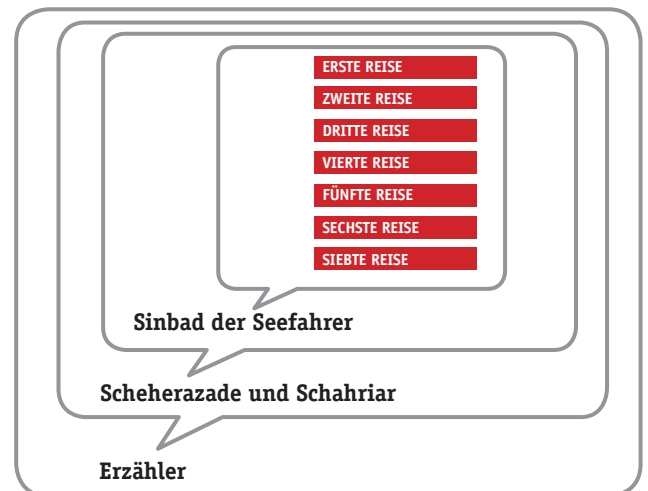 ERSTE REISE
ZWEITE REISE
DRITTE REISE
VIERTE REISE
FÜNFTE REISE
SECHSTE REISE
SIEBTE REISE
Sinbad der Seefahrer
Scheherazade und Schahriar
Erzähler